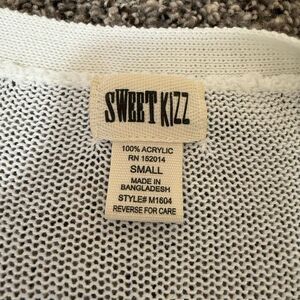 SWEET KIZZ
100% ACRYLIC
RN 152014
SMALL
MADE IN
BANGLADESH
STYLE# M1604
REVERSE FOR CARE